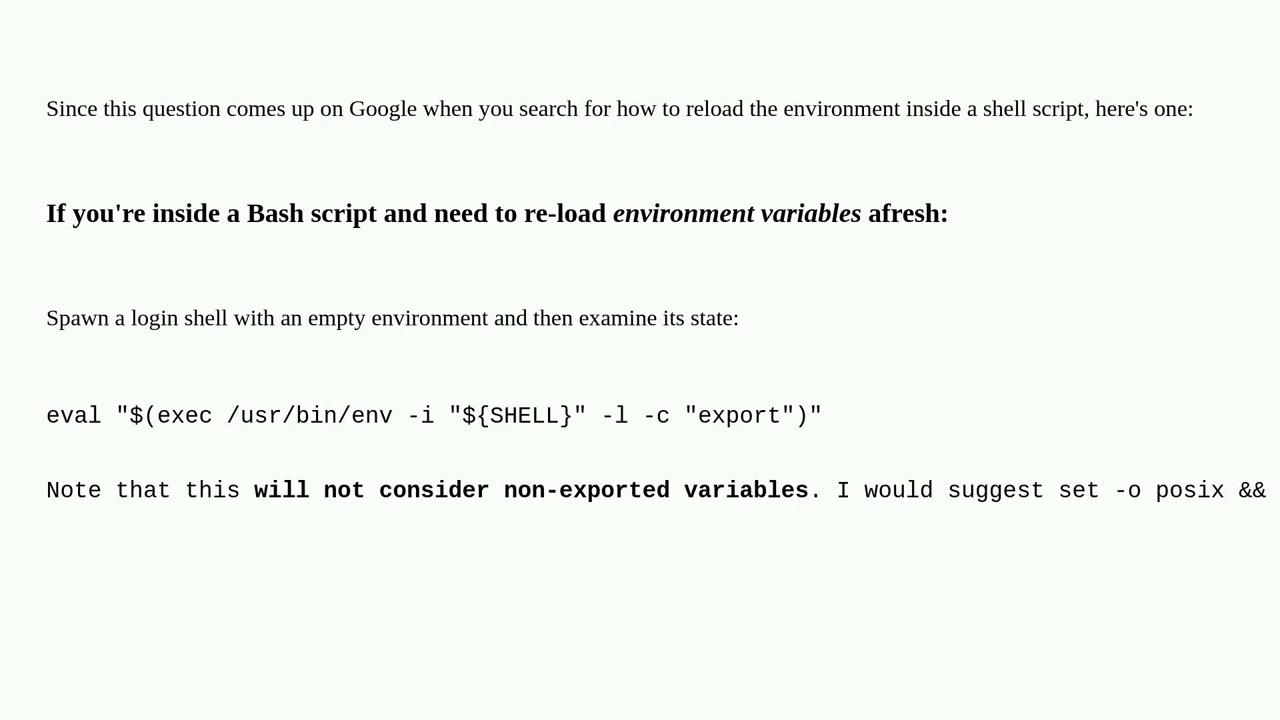 Since this question comes up on Google when you search for how to reload the environment inside a shell script, here's one:
If you're inside a Bash script and need to re-load environment variables afresh:
Spawn a login shell with an empty environment and then examine its state:
eval "$(exec /usr/bin/env -i "${SHELL}" -l -c "export")"
Note that this will not consider non-exported variables. I would suggest set -o posix &&